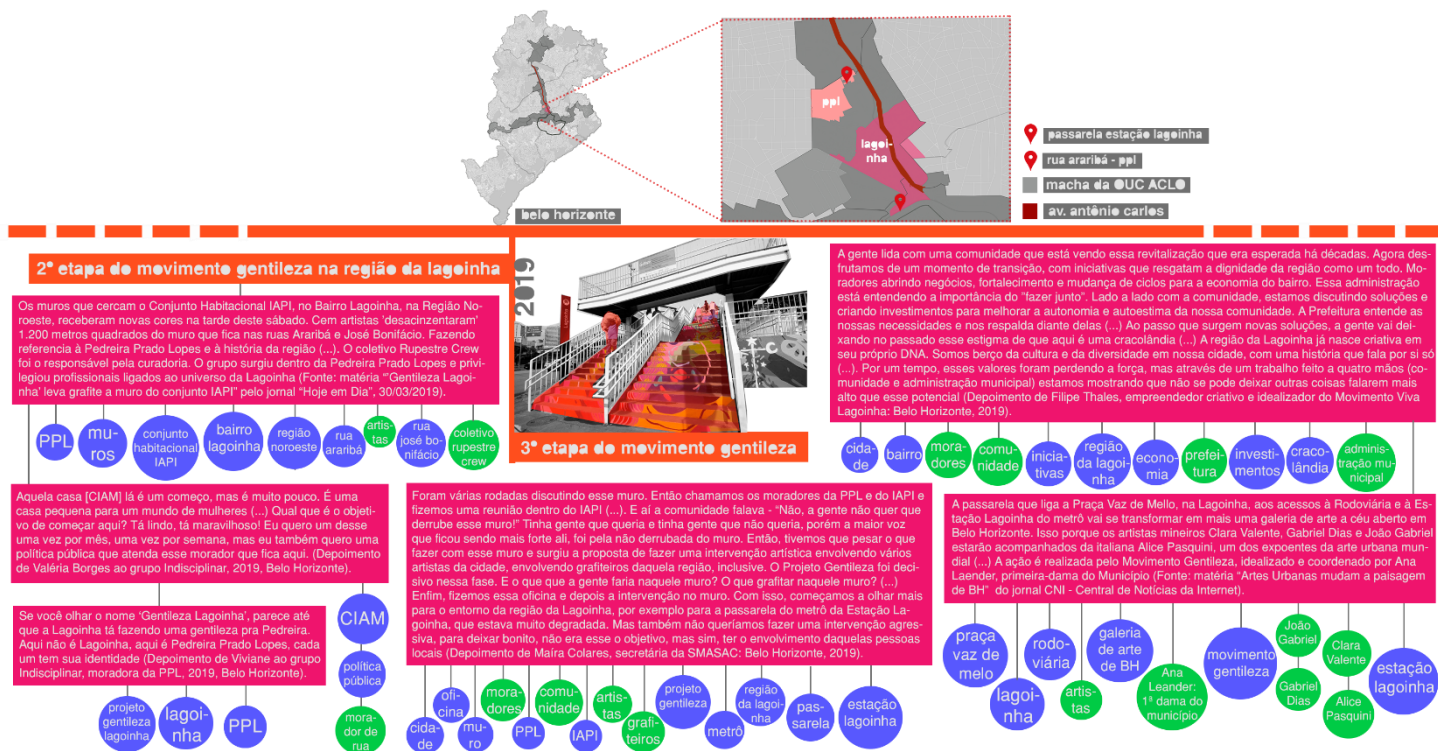 ppl
lagoi-
nha
passarela estação lagoinha
rua araribá - ppl
macha da OUC ACLO
av. antônio carlos
belo horizonte
2° etapa do movimento gentileza na região da lagoinha
Os muros que cercam o Conjunto Habitacional IAPI, no Bairro Lagoinha, na Região No-
roeste, receberam novas cores na tarde deste sábado. Cem artistas 'desacinzentaram'
1.200 metros quadrados do muro que fica nas ruas Araribá e José Bonifácio. Fazendo
referencia à Pedreira Prado Lopes e à história da região (...). O coletivo Rupestre Crew
foi o responsável pela curadoria. O grupo surgiu dentro da Pedreira Prado Lopes e privi-
legiou profissionais ligados ao universo da Lagoinha (Fonte: matéria "'Gentileza Lagoi-
nha' leva grafite a muro do conjunto IAPI" pelo jornal "Hoje em Dia", 30/03/2019).
PPL
mu-
ros
conjunto
habitacional
IAPI
bairro
lagoinha
região
noroeste
rua
araribá
artis-
tas
rua
josé bo-
nifácio
coletivo
rupestre
crew
Aquela casa [CIAM] lá é um começo, mas é muito pouco. É uma
casa pequena para um mundo de mulheres (...) Qual que é o objeti-
vo de começar aqui? Tá lindo, tá maravilhoso! Eu quero um desse
uma vez por mês, uma vez por semana, mas eu também quero uma
política pública que atenda esse morador que fica aqui. (Depoimento
de Valéria Borges ao grupo Indisciplinar, 2019, Belo Horizonte).
Se você olhar o nome 'Gentileza Lagoinha', parece até
que a Lagoinha tá fazendo uma gentileza pra Pedreira.
Aqui não é Lagoinha, aqui é Pedreira Prado Lopes, cada
um tem sua identidade (Depoimento de Viviane ao grupo
Indisciplinar, moradora da PPL, 2019, Belo Horizonte).
projeto
gentileza
lagoinha
lagoi-
nha
PPL
CIAM
política
pública
mora-
dor de
rua
2019
3° etapa do movimento gentileza
Foram várias rodadas discutindo esse muro. Então chamamos os moradores da PPL e do IAPI e
fizemos uma reunião dentro do IAPI (...). E aí a comunidade falava - "Não, a gente não quer que
derrube esse muro!" Tinha gente que queria e tinha gente que não queria, porém a maior voz
que ficou sendo mais forte ali, foi pela não derrubada do muro. Então, tivemos que pesar o que
fazer com esse muro e surgiu a proposta de fazer uma intervenção artística envolvendo vários
artistas da cidade, envolvendo grafiteiros daquela região, inclusive. O Projeto Gentileza foi deci-
sivo nessa fase. E o que que a gente faria naquele muro? O que grafitar naquele muro? (...)
Enfim, fizemos essa oficina e depois a intervenção no muro. Com isso, começamos a olhar mais
para o entorno da região da Lagoinha, por exemplo para a passarela do metrô da Estação La-
goinha, que estava muito degradada. Mas também não queríamos fazer uma intervenção agres-
siva, para deixar bonito, não era esse o objetivo, mas sim, ter o envolvimento daquelas pessoas
locais (Depoimento de Maíra Colares, secretária da SMASAC: Belo Horizonte, 2019).
cida-
de
ofi-
cina
mu-
ro
mora-
dores
PPL
comu-
nidade
IAPI
artis-
tas
grafi-
teiros
projeto
gentileza
metrô
região
da lagoi-
nha
pas-
sarela
estação
lagoinha
A gente lida com uma comunidade que está vendo essa revitalização que era esperada há décadas. Agora des-
frutamos de um momento de transição, com iniciativas que resgatam a dignidade da região como um todo. Mo-
radores abrindo negócios, fortalecimento e mudança de ciclos para a economia do bairro. Essa administração
está entendendo a importância do "fazer junto". Lado a lado com a comunidade, estamos discutindo soluções e
criando investimentos para melhorar a autonomia e autoestima da nossa comunidade. A Prefeitura entende as
nossas necessidades e nos respalda diante delas (...) Ao passo que surgem novas soluções, a gente vai dei-
xando no passado esse estigma de que aqui é uma cracolândia (...) A região da Lagoinha já nasce criativa em
seu próprio DNA. Somos berço da cultura e da diversidade em nossa cidade, com uma história que fala por si só
(...). Por um tempo, esses valores foram perdendo a força, mas através de um trabalho feito a quatro mãos (co-
munidade e administração municipal) estamos mostrando que não se pode deixar outras coisas falarem mais
alto que esse potencial (Depoimento de Filipe Thales, empreendedor criativo e idealizador do Movimento Viva
Lagoinha: Belo Horizonte, 2019).
cida-
de
bairro
mora-
dores
comu-
nidade
inicia-
tivas
região
da lagoi-
nha
econo-
mia
prefei-
tura
investi-
mentos
craco-
lândia
adminis-
tração mu-
nicipal
A passarela que liga a Praça Vaz de Mello, na Lagoinha, aos acessos à Rodoviária e à Es-
tação Lagoinha do metrô vai se transformar em mais uma galeria de arte a céu aberto em
Belo Horizonte. Isso porque os artistas mineiros Clara Valente, Gabriel Dias e João Gabriel
estarão acompanhados da italiana Alice Pasquini, um dos expoentes da arte urbana mun-
dial (...) A ação é realizada pelo Movimento Gentileza, idealizado e coordenado por Ana
Laender, primeira-dama do Município (Fonte: matéria "Artes Urbanas mudam a paisagem
de BH" do jornal CNI - Central de Notícias da Internet).
praça
vaz de
melo
lagoi-
nha
rodo-
viária
artis-
tas
galeria
de arte
de BH
Ana
Leander:
1ª dama do
município
movimento
gentileza
João
Gabriel
Gabriel
Dias
Clara
Valente
Alice
Pasquini
estação
lagoinha